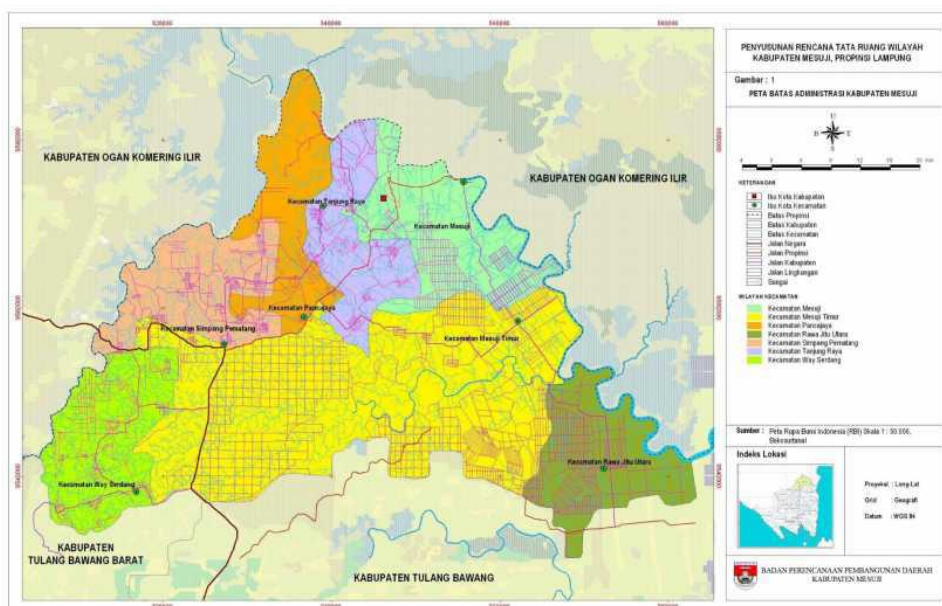 KABUPATEN OGAN KOMERING ILIR
KABUPATEN OGAN KOMERING ILIR
Kecamatan Tanjung Raya
Kecamatan Mesuji
Kecamatan Pancajaya
Kecamatan Simpang Pematang
Kecamatan Mesuji Timur
Kecamatan Way Serdang
Kecamatan Rawa Jitu Utara
KABUPATEN
TULANG BAWANG BARAT
KABUPATEN TULANG BAWANG
PENYUSUNAN RENCANA TATA RUANG WILAYAH
KABUPATEN MESUJI, PROPINSI LAMPUNG
Gambar : 1
PETA BATAS ADMINISTRASI KABUPATEN MESUJI
U
B T
S
KETERANGAN
Ibu Kota Kabupaten
Ibu Kota Kecamatan
Batas Propinsi
Batas Kabupaten
Batas Kecamatan
Jalan Negara
Jalan Propinsi
Jalan Kabupaten
Jalan Lingkungan
Sungai
WILAYAH KECAMATAN
Kecamatan Mesuji
Kecamatan Mesuji Timur
Kecamatan Pancajaya
Kecamatan Rawa Jitu Utara
Kecamatan Simpang Pematang
Kecamatan Tanjung Raya
Kecamatan Way Serdang
Sumber : Peta Rupa Bumi Indonesia (RBI) Skala 1 : 50.000,
Bakosurtanal
Indeks Lokasi
Proyeksi : Long-Lat
Grid : Geografi
Datum : WGS 84
BADAN PERENCANAAN PEMBANGUNAN DAERAH
KABUPATEN MESUJI